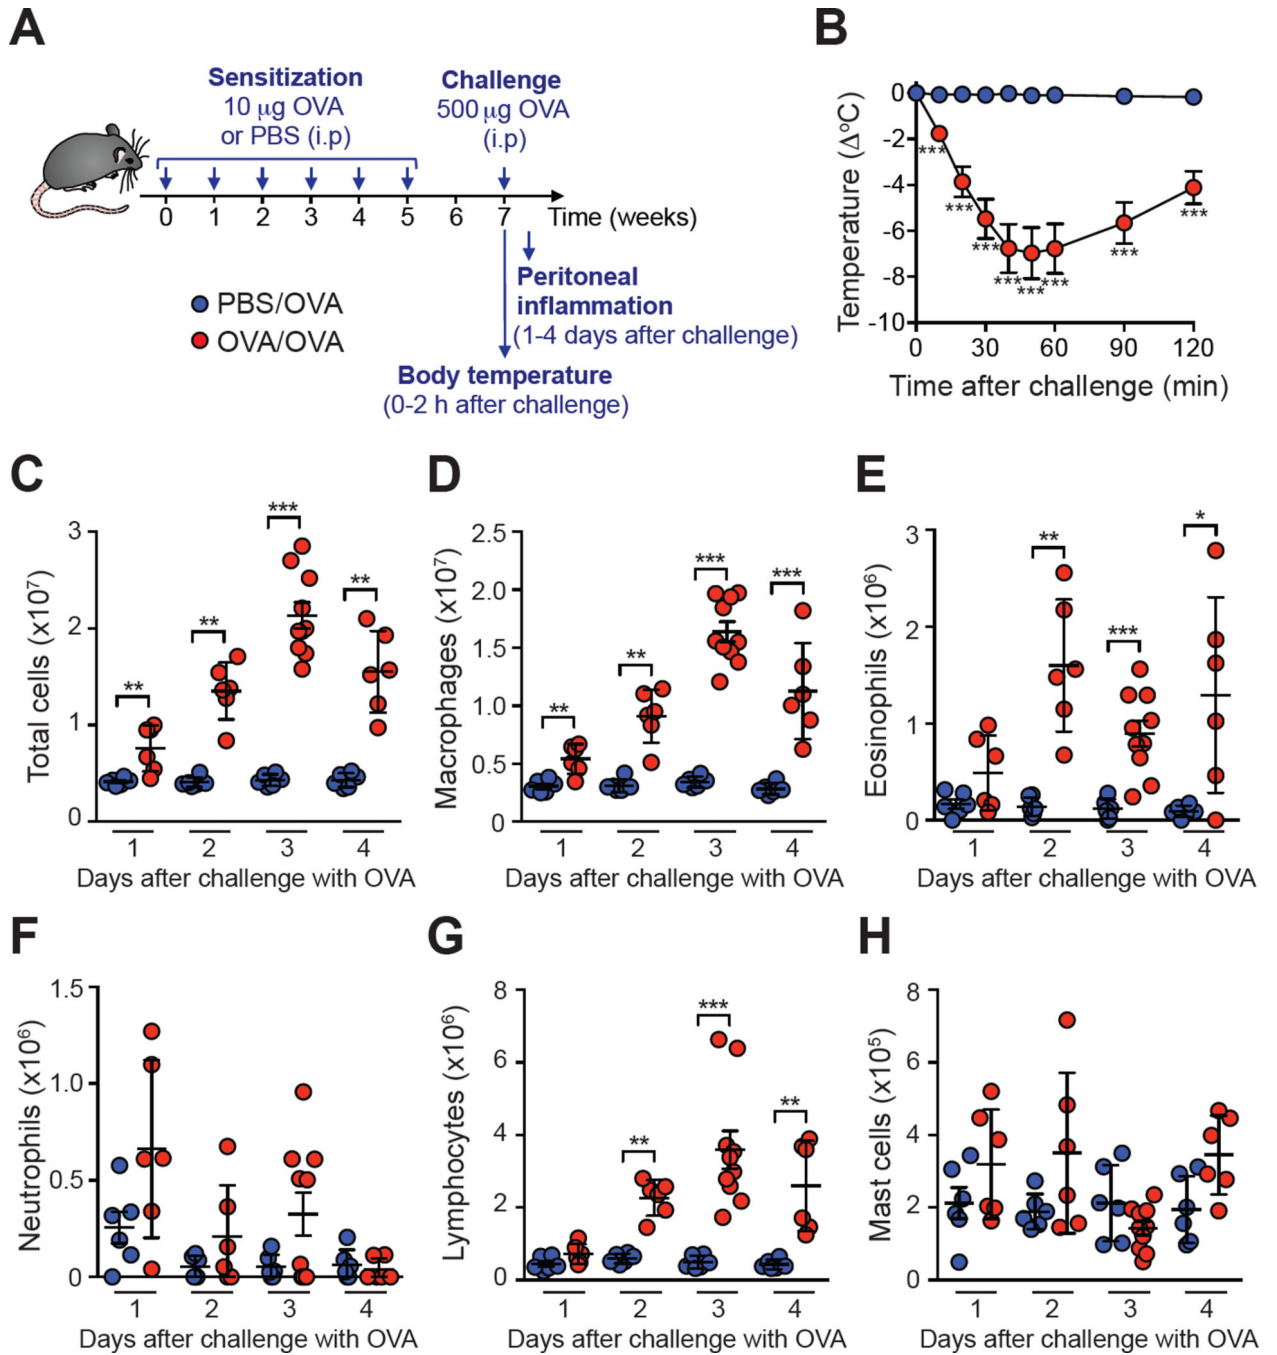 A
Sensitization
10 µg OVA
or PBS (i.p)
Challenge
500 µg OVA
(i.p)
0 1 2 3 4 5 6 7 Time (weeks)
Peritoneal
inflammation
(1-4 days after challenge)
Body temperature
(0-2 h after challenge)
PBS/OVA
OVA/OVA
B
Temperature (Δ°C)
0
-2
-4
-6
-8
-10
*** *** *** *** *** *** *** ***
0 30 60 90 120
Time after challenge (min)
C
Total cells (x10⁷)
3
2
1
0
** ** *** **
1 2 3 4
Days after challenge with OVA
D
Macrophages (x10⁷)
2.5
2.0
1.5
1.0
0.5
0
** ** *** ***
1 2 3 4
Days after challenge with OVA
E
Eosinophils (x10⁶)
3
2
1
0
** *** *
1 2 3 4
Days after challenge with OVA
F
Neutrophils (x10⁶)
1.5
1.0
0.5
0
1 2 3 4
Days after challenge with OVA
G
Lymphocytes (x10⁶)
8
6
4
2
0
** *** **
1 2 3 4
Days after challenge with OVA
H
Mast cells (x10⁵)
8
6
4
2
0
1 2 3 4
Days after challenge with OVA